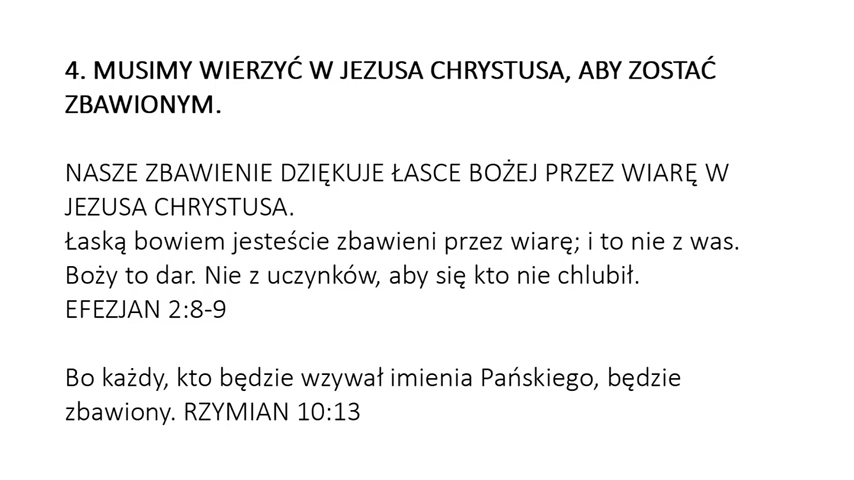 4. MUSIMY WIERZYĆ W JEZUSA CHRYSTUSA, ABY ZOSTAĆ
ZBAWIONYM.
NASZE ZBAWIENIE DZIĘKUJE ŁASCE BOŻEJ PRZEZ WIARĘ W
JEZUSA CHRYSTUSA.
Łaską bowiem jesteście zbawieni przez wiarę; i to nie z was.
Boży to dar. Nie z uczynków, aby się kto nie chlubił.
EFEZJAN 2:8-9
Bo każdy, kto będzie wzywał imienia Pańskiego, będzie
zbawiony. RZYMIAN 10:13